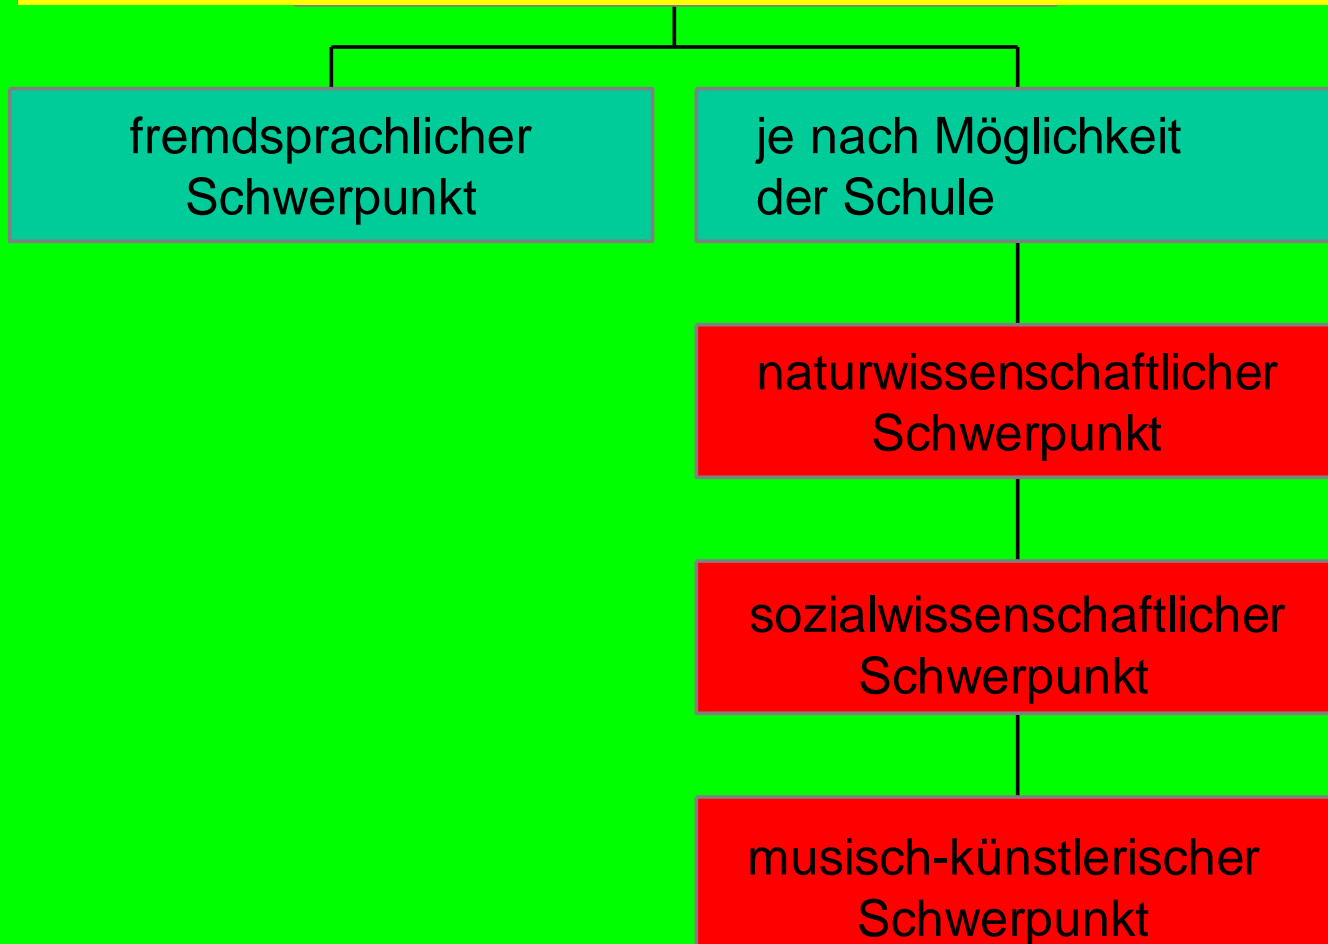 fremdsprachlicher
Schwerpunkt
je nach Möglichkeit
der Schule
naturwissenschaftlicher
Schwerpunkt
sozialwissenschaftlicher
Schwerpunkt
musisch-künstlerischer
Schwerpunkt